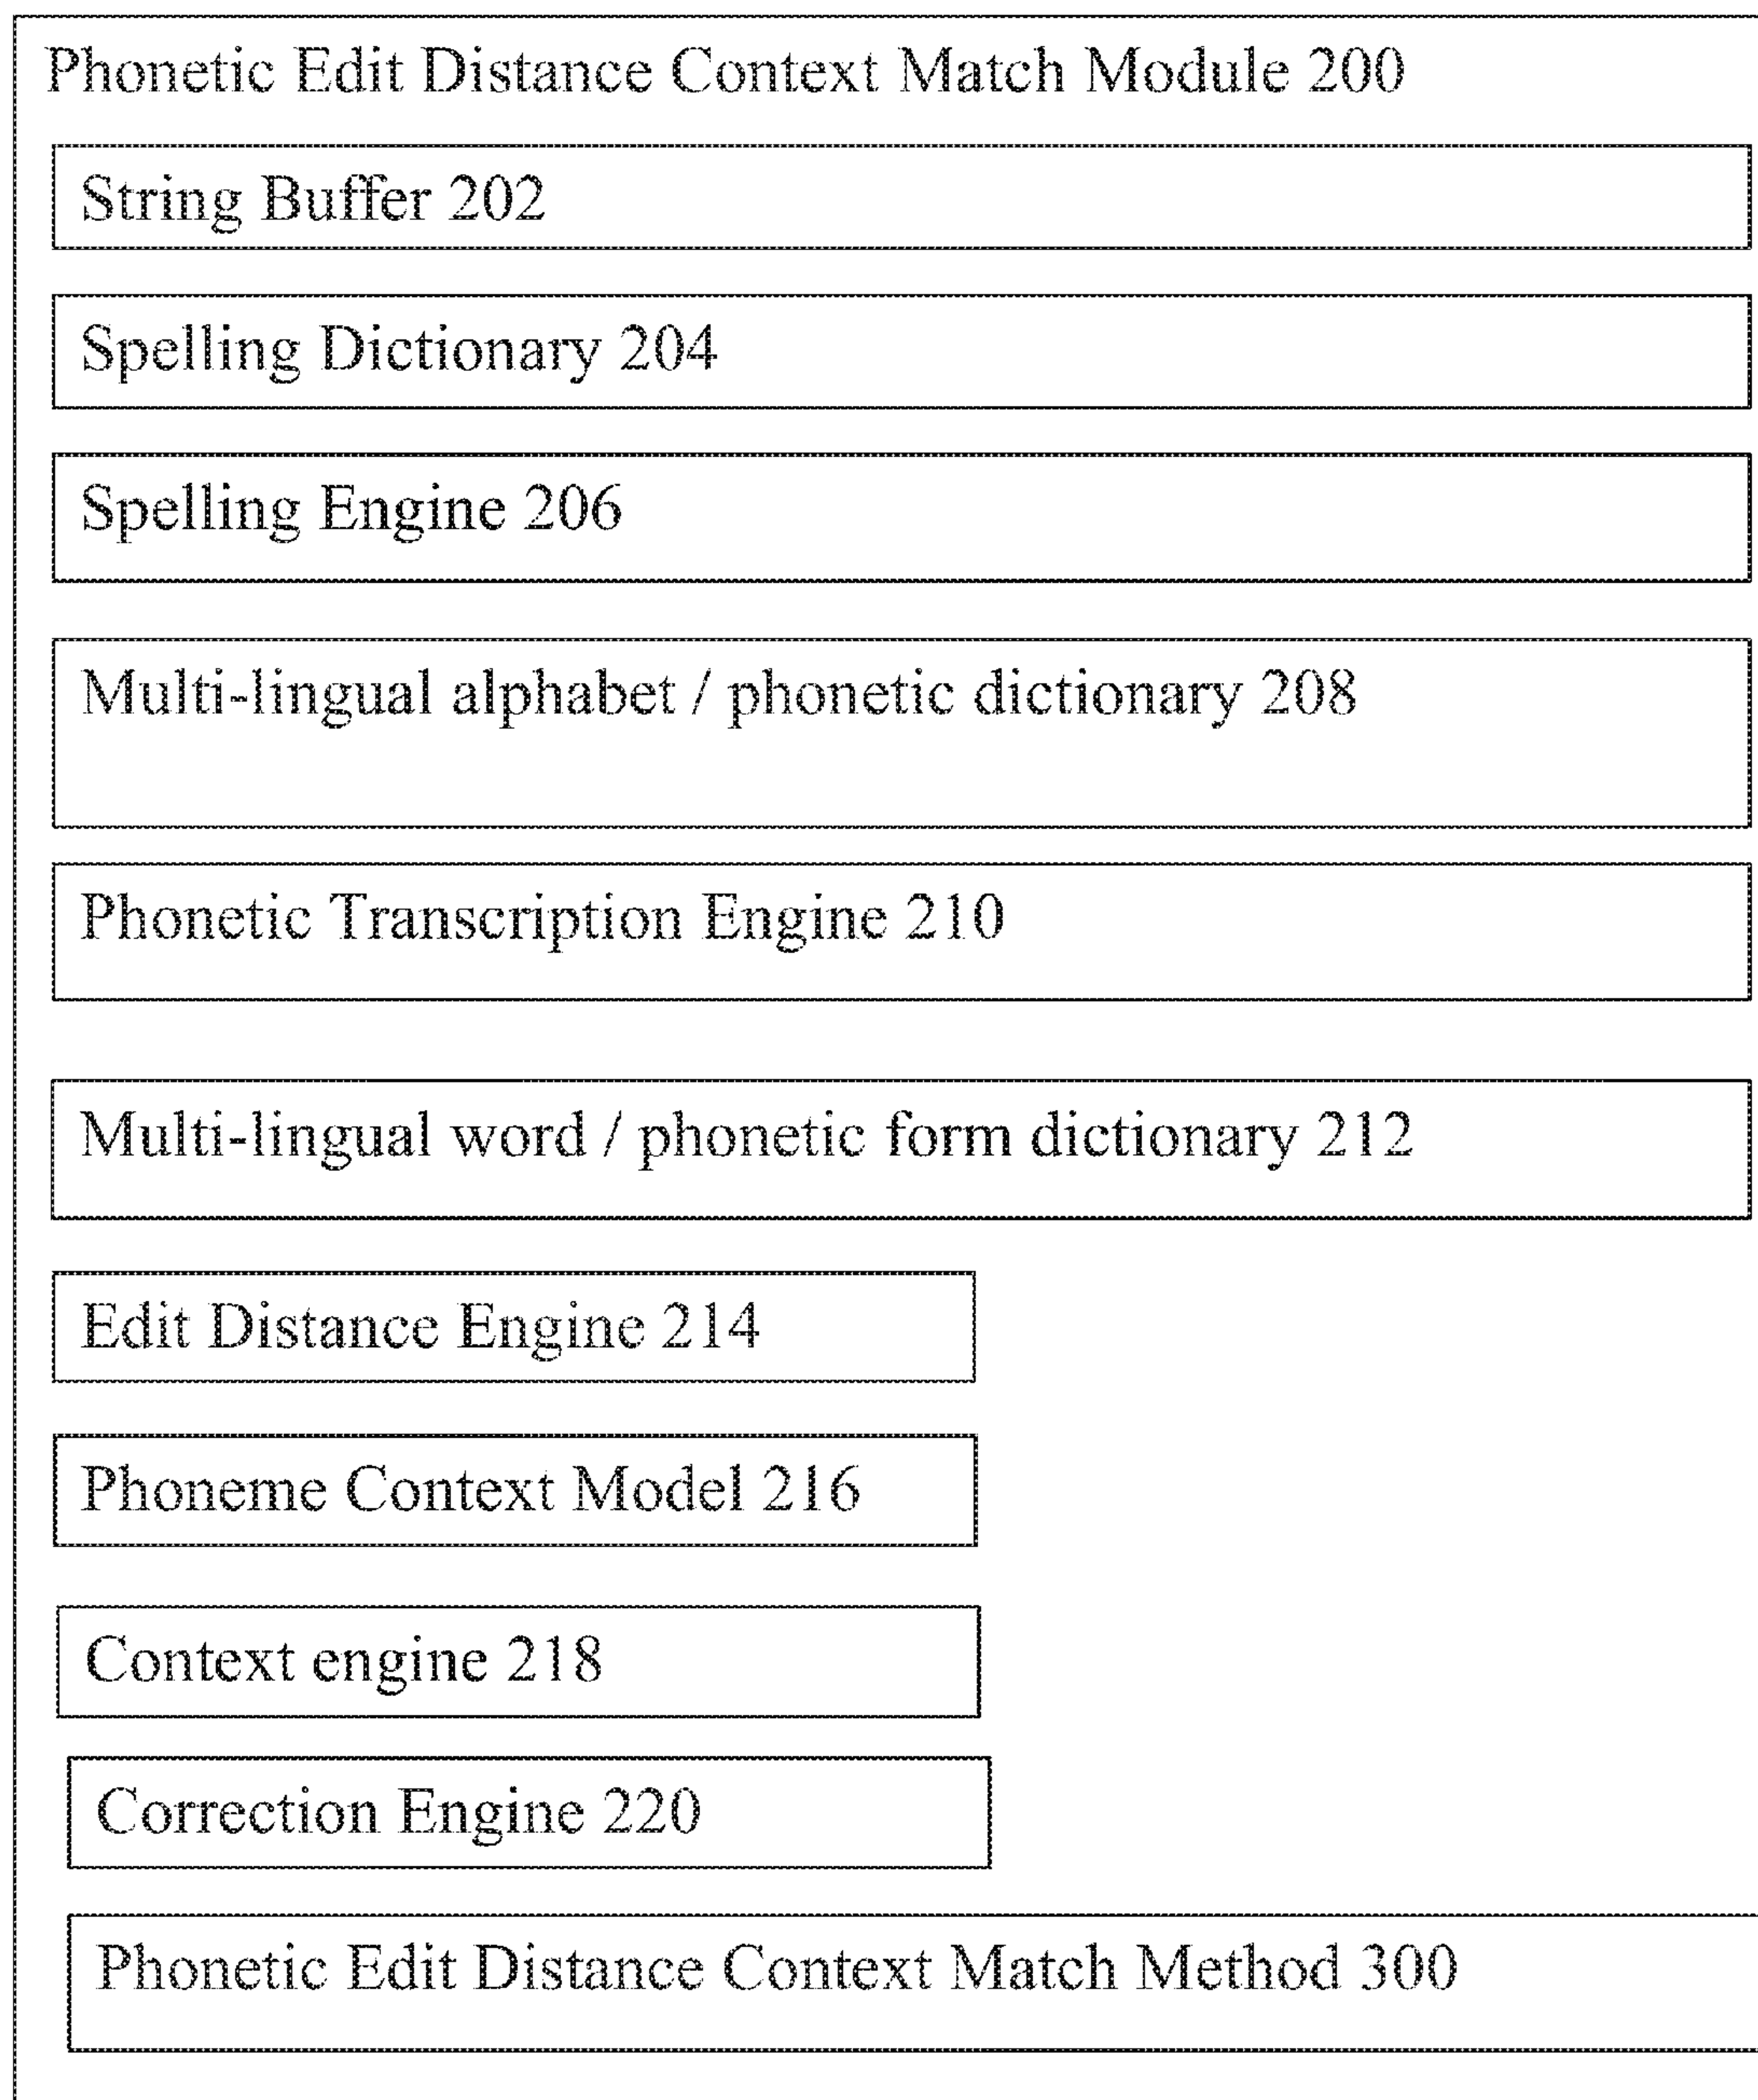 Phonetic Edit Distance Context Match Module 200
String Buffer 202
Spelling Dictionary 204
Spelling Engine 206
Multi-lingual alphabet / phonetic dictionary 208
Phonetic Transcription Engine 210
Multi-lingual word / phonetic form dictionary 212
Edit Distance Engine 214
Phoneme Context Model 216
Context engine 218
Correction Engine 220
Phonetic Edit Distance Context Match Method 300